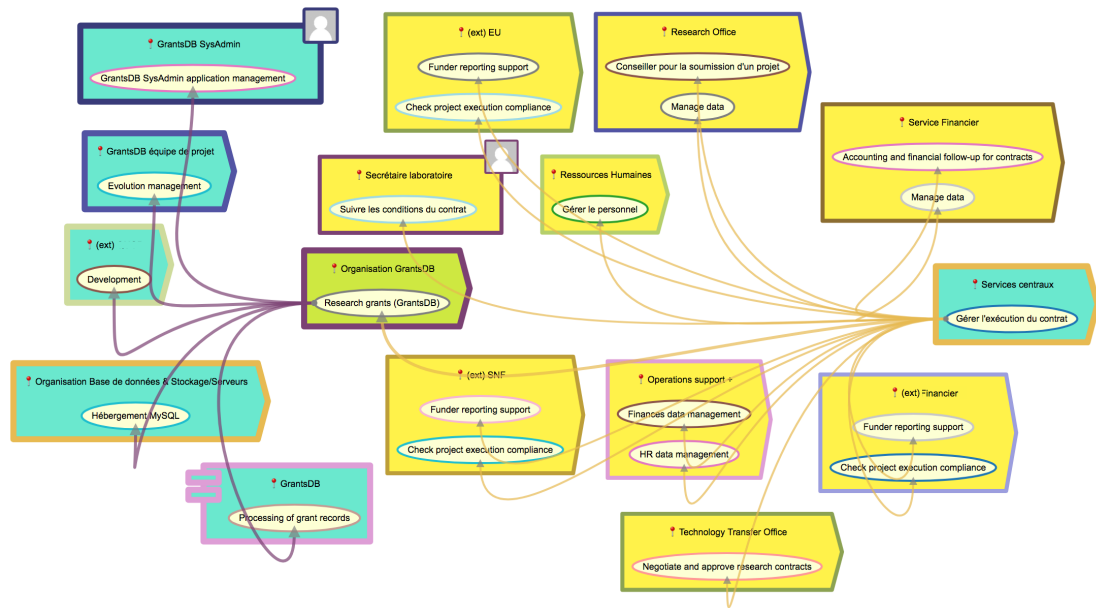 GrantsDB SysAdmin
GrantsDB SysAdmin application management
(ext) EU
Funder reporting support
Check project execution compliance
Research Office
Conseiller pour la soumission d'un projet
Manage data
Service Financier
Accounting and financial follow-up for contracts
Manage data
GrantsDB équipe de projet
Evolution management
Secrétaire laboratoire
Suivre les conditions du contrat
Ressources Humaines
Gérer le personnel
(ext)
Development
Organisation GrantsDB
Research grants (GrantsDB)
Services centraux
Gérer l'exécution du contrat
Organisation Base de données & Stockage/Serveurs
Hébergement MySQL
(ext) SNF
Funder reporting support
Check project execution compliance
Operations support +
Finances data management
HR data management
(ext) Financier
Funder reporting support
Check project execution compliance
GrantsDB
Processing of grant records
Technology Transfer Office
Negotiate and approve research contracts